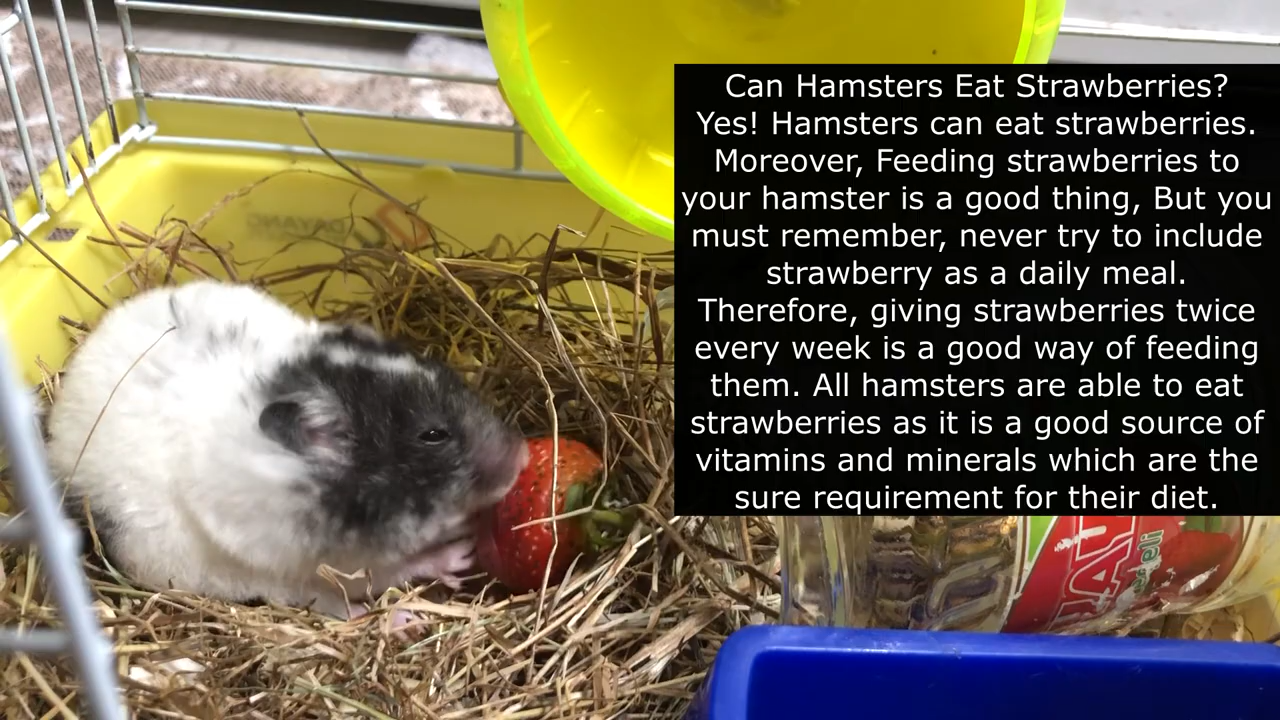 Can Hamsters Eat Strawberries?
Yes! Hamsters can eat strawberries.
Moreover, Feeding strawberries to
your hamster is a good thing, But you
must remember, never try to include
strawberry as a daily meal.
Therefore, giving strawberries twice
every week is a good way of feeding
them. All hamsters are able to eat
strawberries as it is a good source of
vitamins and minerals which are the
sure requirement for their diet.
DAYANG